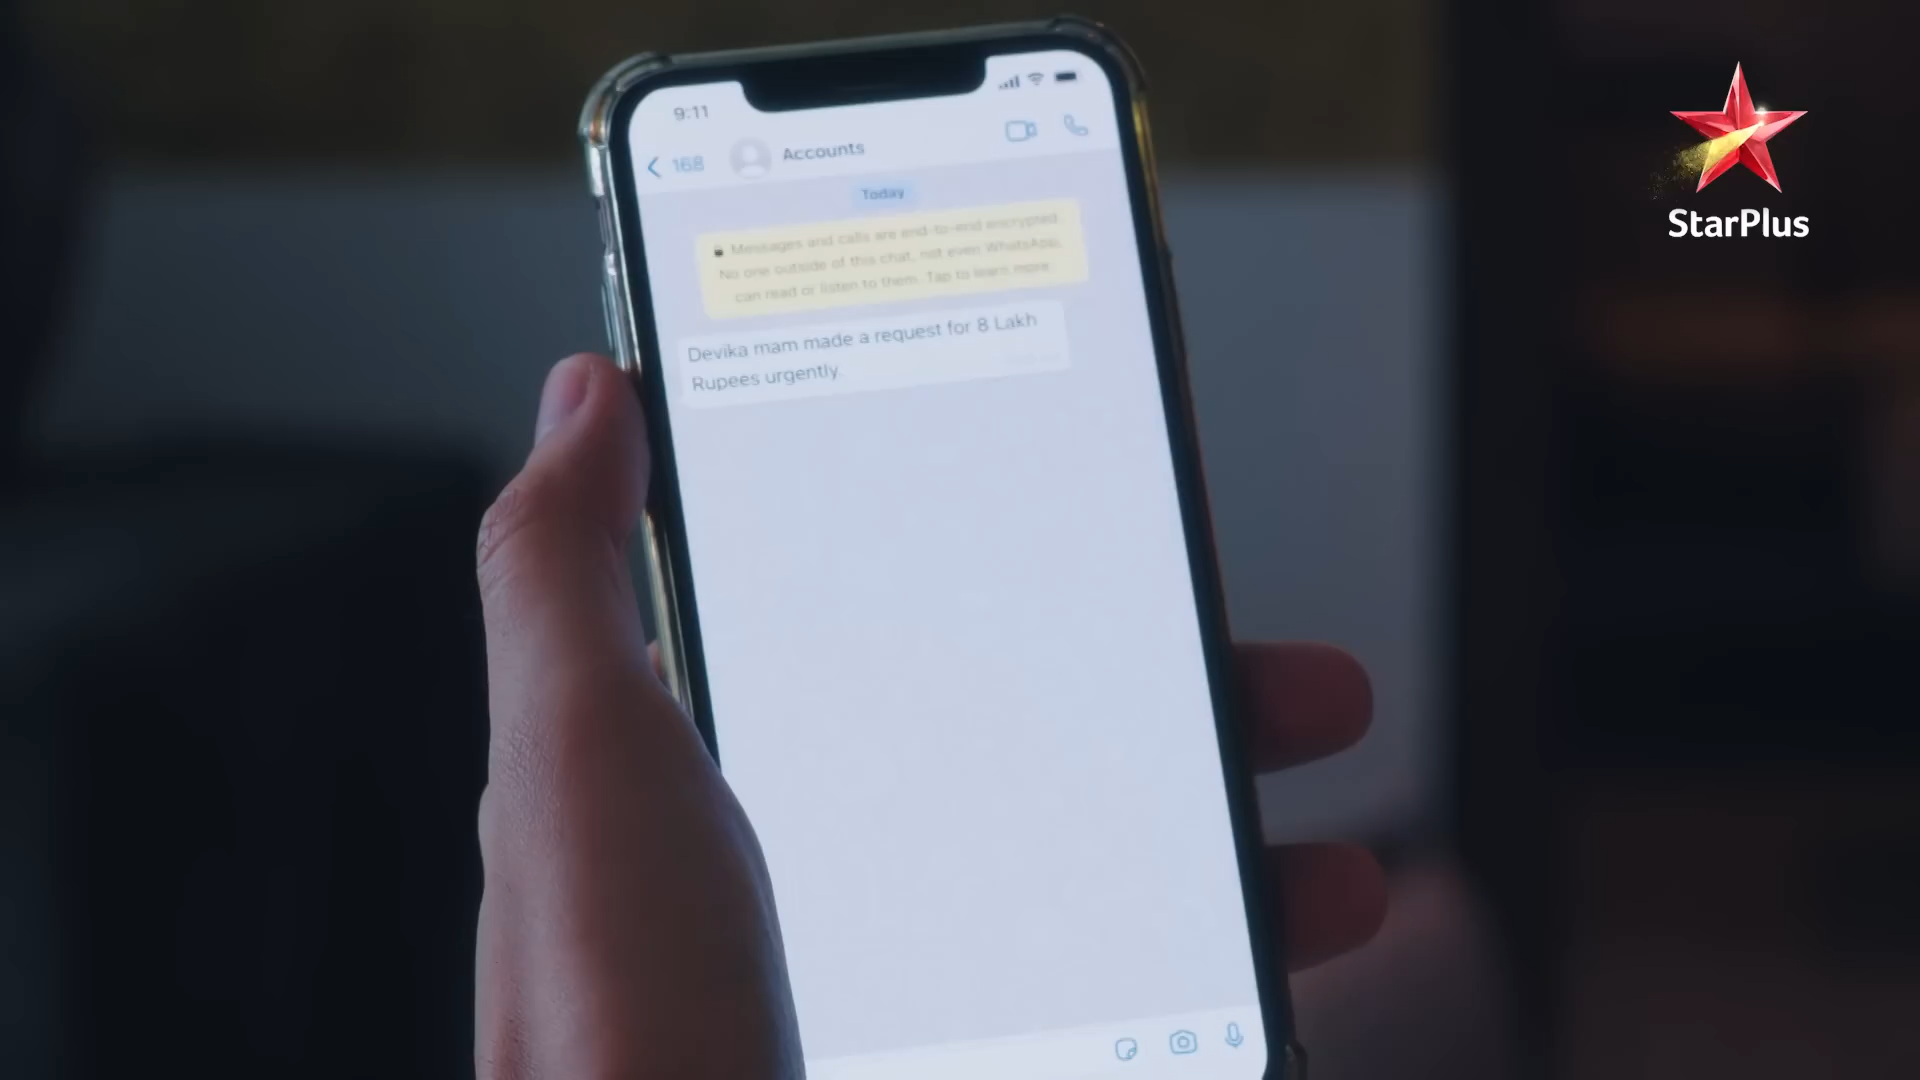 9:11
168
Accounts
Today
Messages and calls are end-to-end encrypted.
No one outside of this chat, not even WhatsApp,
can read or listen to them. Tap to learn more.
Devika mam made a request for 8 Lakh
Rupees urgently.
StarPlus